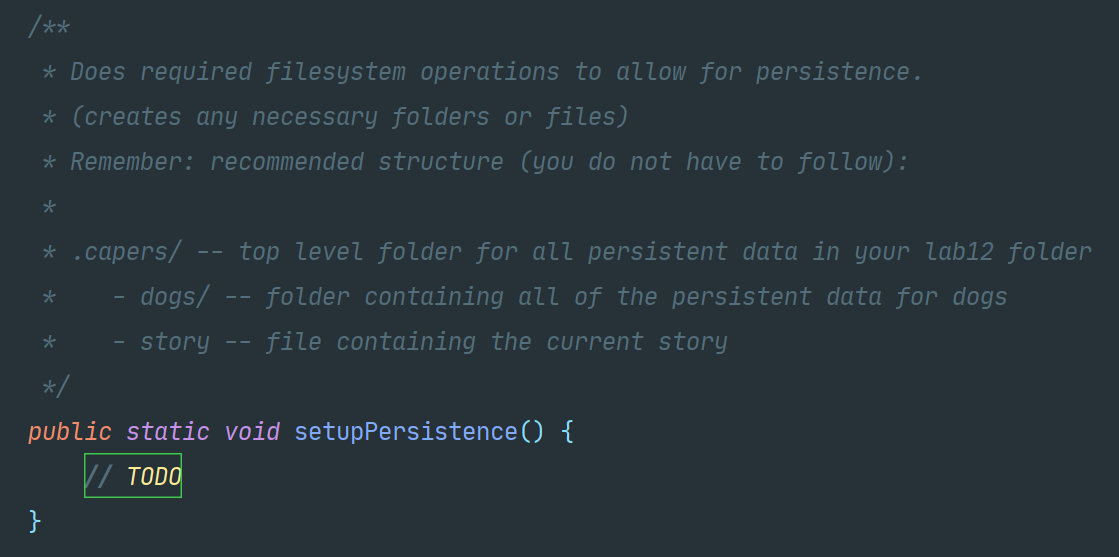 /**
 * Does required filesystem operations to allow for persistence.
 * (creates any necessary folders or files)
 * Remember: recommended structure (you do not have to follow):
 *
 * .capers/ -- top level folder for all persistent data in your lab12 folder
 *    - dogs/ -- folder containing all of the persistent data for dogs
 *    - story -- file containing the current story
 */
public static void setupPersistence() {
    // TODO
}